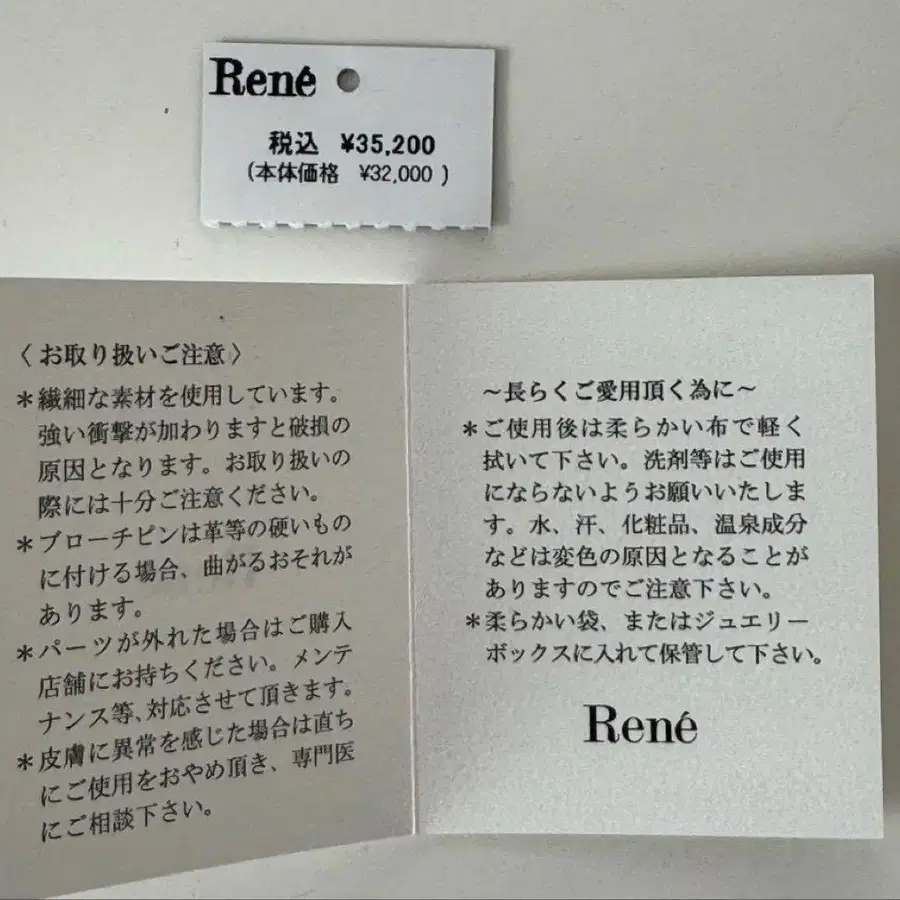 René
税込 ¥35,200
(本体価格 ¥32,000 )
〈お取り扱いご注意〉
＊繊細な素材を使用しています。
強い衝撃が加わりますと破損の
原因となります。お取り扱いの
際には十分ご注意ください。
＊ブローチピンは革等の硬いもの
に付ける場合、曲がるおそれが
あります。
＊パーツが外れた場合はご購入
店舗にお持ちください。メンテ
ナンス等、対応させて頂きます。
＊皮膚に異常を感じた場合は直ち
にご使用をおやめ頂き、専門医
にご相談下さい。
～長らくご愛用頂く為に～
＊ご使用後は柔らかい布で軽く
拭いて下さい。洗剤等はご使用
にならないようお願いいたしま
す。水、汗、化粧品、温泉成分
などは変色の原因となることが
ありますのでご注意下さい。
＊柔らかい袋、またはジュエリー
ボックスに入れて保管して下さい。
René